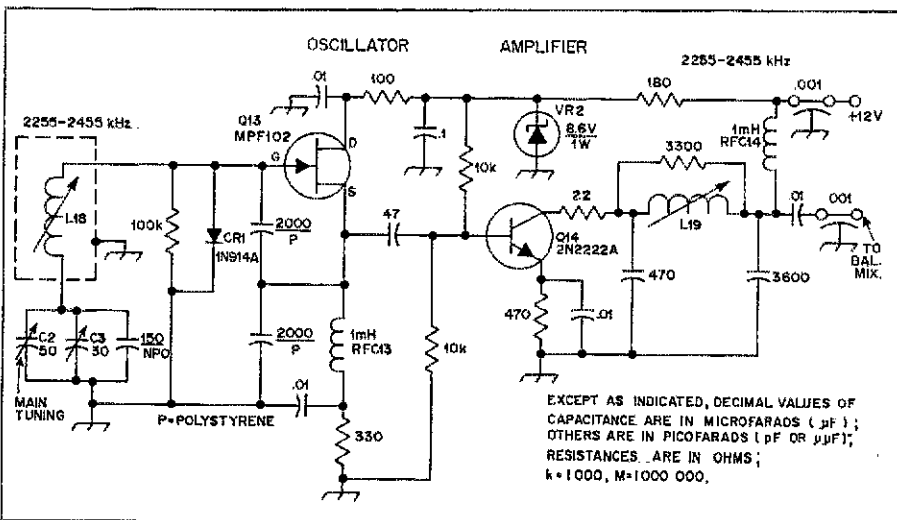 OSCILLATOR
AMPLIFIER
2255-2455 kHz
.01
100
180
.001
+12V
Q13
MPF102
VR2
8.6V
1W
1mH
RFC14
2255-2455 kHz
D
G
S
.1
10k
3300
L18
100k
CR1
1N914A
2000
P
47
22
L19
.01
.001
Q14
2N2222A
TO
BAL.
MIX.
470
3600
C2
50
C3
30
150
NPO
2000
P
1mH
RFC13
10k
470
.01
MAIN
TUNING
P=POLYSTYRENE
.01
330
EXCEPT AS INDICATED, DECIMAL VALUES OF
CAPACITANCE ARE IN MICROFARADS ( µF ) ;
OTHERS ARE IN PICOFARADS ( pF OR µµF);
RESISTANCES ARE IN OHMS;
k=1000, M=1000 000.